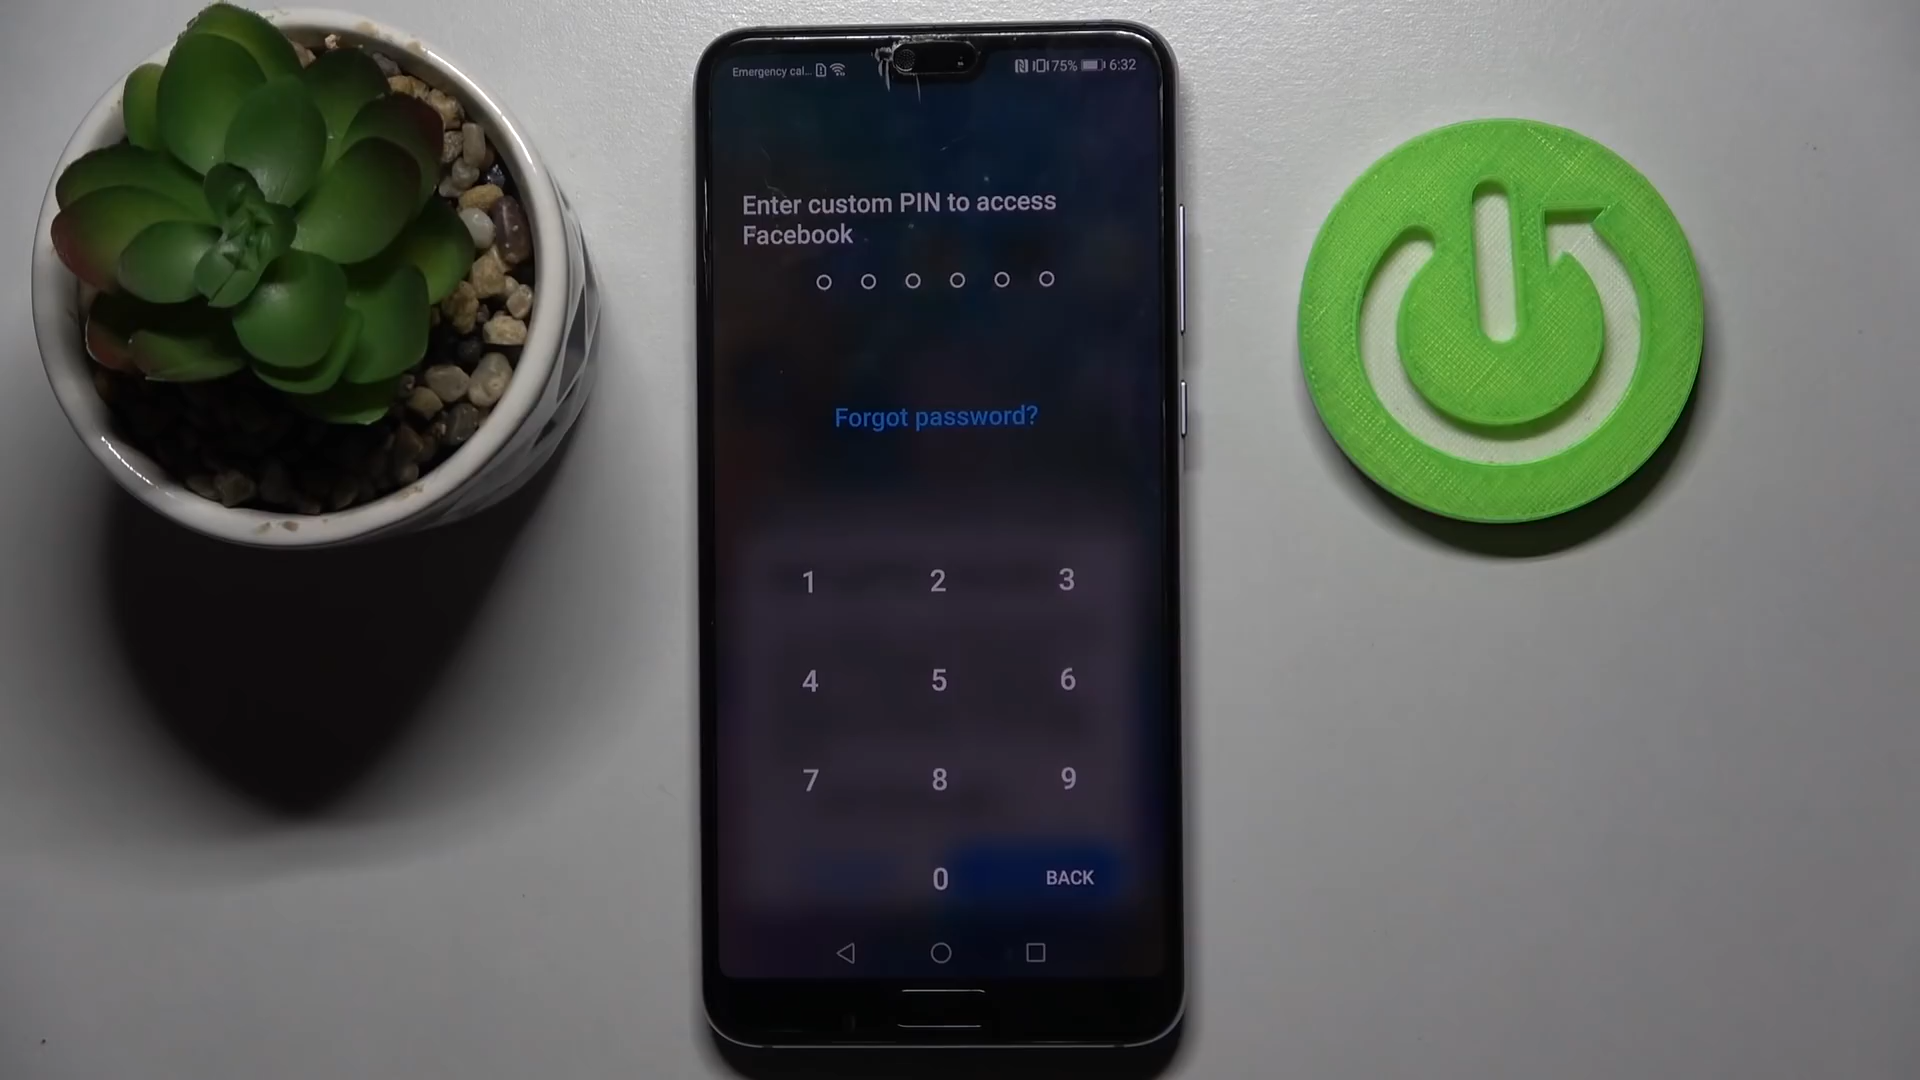 Emergency cal... 75% 6:32
Enter custom PIN to access
Facebook
Forgot password?
1 2 3
4 5 6
7 8 9
0 BACK